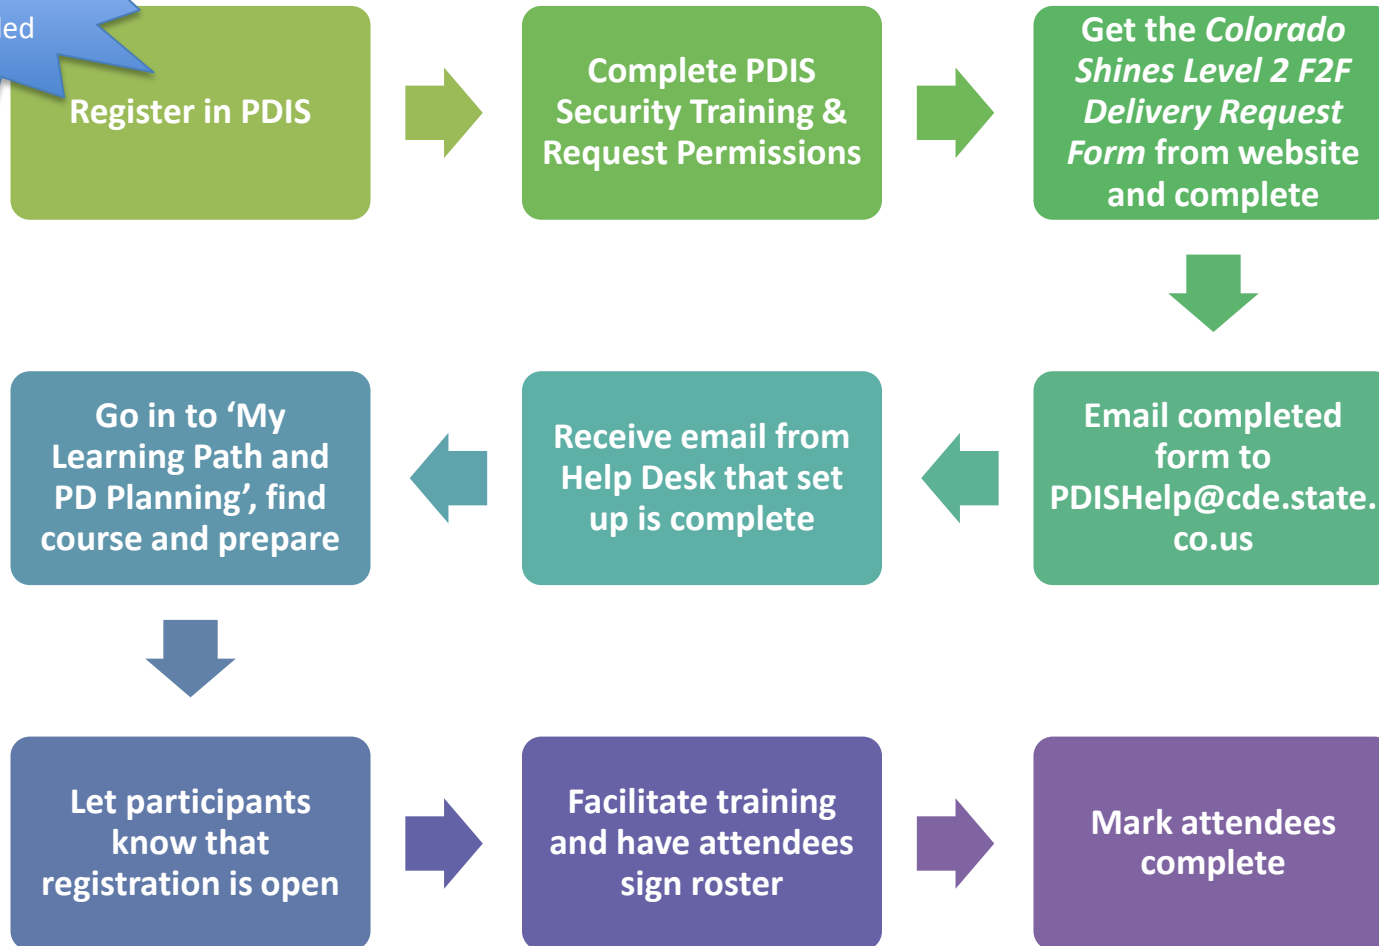 Register in PDIS
Complete PDIS
Security Training &
Request Permissions
Get the Colorado
Shines Level 2 F2F
Delivery Request
Form from website
and complete
Email completed
form to
PDISHelp@cde.state.
co.us
Receive email from
Help Desk that set
up is complete
Go in to ‘My
Learning Path and
PD Planning’, find
course and prepare
Let participants
know that
registration is open
Facilitate training
and have attendees
sign roster
Mark attendees
complete